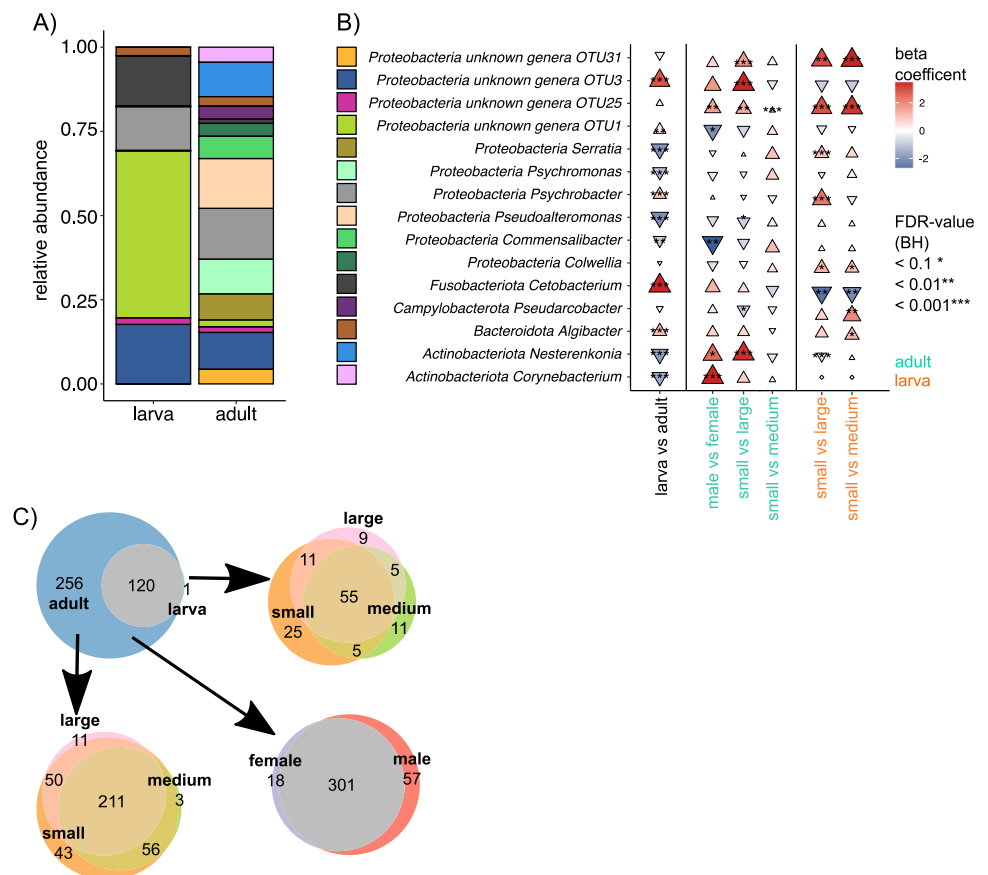 A)
B)
1.00
0.75
0.50
0.25
0.00
relative abundance
larva
adult
Proteobacteria unknown genera OTU31
Proteobacteria unknown genera OTU3
Proteobacteria unknown genera OTU25
Proteobacteria unknown genera OTU1
Proteobacteria Serratia
Proteobacteria Psychromonas
Proteobacteria Psychrobacter
Proteobacteria Pseudoalteromonas
Proteobacteria Commensalibacter
Proteobacteria Colwellia
Fusobacteriota Cetobacterium
Campylobacterota Pseudarcobacter
Bacteroidota Algibacter
Actinobacteriota Nesterenkonia
Actinobacteriota Corynebacterium
larva vs adult
male vs female
small vs large
small vs medium
small vs large
small vs medium
beta
coefficent
2
0
-2
FDR-value
(BH)
< 0.1 *
< 0.01**
< 0.001***
adult
larva
C)
256
adult
120
1
larva
large
9
11
5
55
small
25
medium
11
5
large
11
50
medium
3
211
small
43
56
female
18
301
male
57